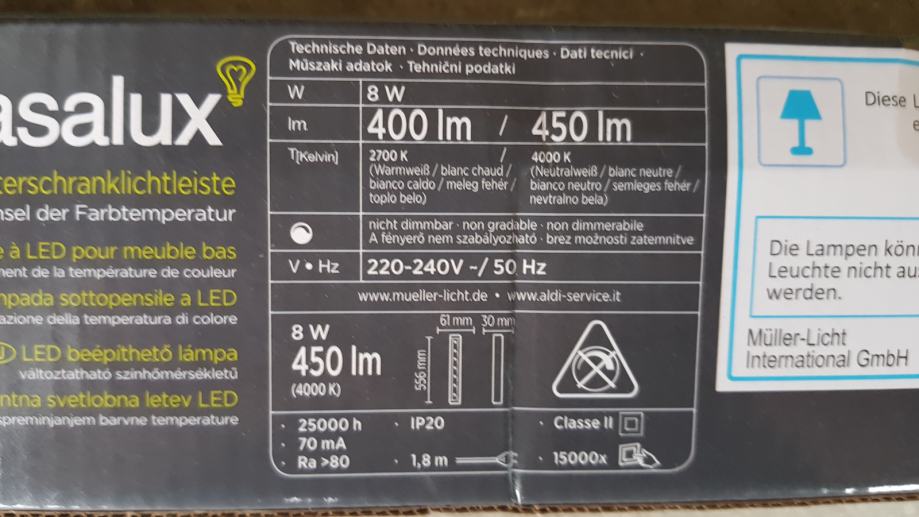 asalux
terschranklichtleiste
sel der Farbtemperatur
e à LED pour meuble bas
ment de la température de couleur
mpada sottopensile a LED
azione della temperatura di colore
LED beépíthető lámpa
változtatható színhőmérsékletű
ntna svetlobna letev LED
spreminjanjem barvne temperature
Technische Daten · Données techniques · Dati tecnici ·
Műszaki adatok · Tehnični podatki
W 8 W
lm 400 lm / 450 lm
T[Kelvin] 2700 K / 4000 K
(Warmweiß / blanc chaud / (Neutralweiß / blanc neutre /
bianco caldo / meleg fehér / bianco neutro / semleges fehér /
toplo belo) nevtralno bela)
nicht dimmbar · non gradable · non dimmerabile
A fényerő nem szabályozható · brez možnosti zatemnitve
V • Hz 220-240V ~/ 50 Hz
www.mueller-licht.de • www.aldi-service.it
8 W
450 lm
(4000 K)
61 mm 30 mm
556 mm
· 25000 h · IP20 · Classe II
· 70 mA
· Ra >80 · 1,8 m · 15000x
Diese L
e
Die Lampen könn
Leuchte nicht au
werden.
Müller-Licht
International GmbH